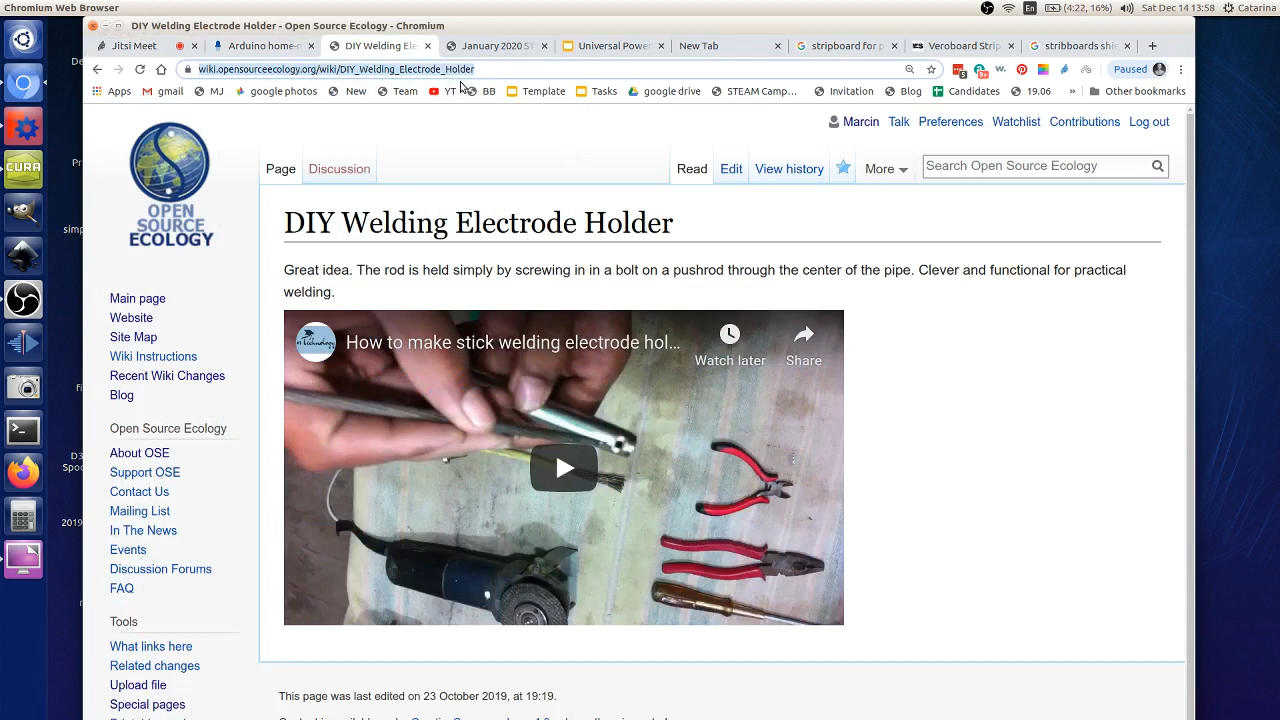 Chromium Web Browser
En
(4:22, 16%)
Sat Dec 14 13:58
Catarina
DIY Welding Electrode Holder - Open Source Ecology - Chromium
Jitsi Meet
Arduino home-m
DIY Welding Ele
January 2020 ST
Universal Power
New Tab
stripboard for p
Veroboard Strip
stribboards shie
wiki.opensourceecology.org/wiki/DIY_Welding_Electrode_Holder
Paused
Apps
gmail
MJ
google photos
New
Team
YT
BB
Template
Tasks
google drive
STEAM Camp...
Invitation
Blog
Candidates
19.06
»
Other bookmarks
Marcin
Talk
Preferences
Watchlist
Contributions
Log out
Page
Discussion
Read
Edit
View history
More
Search Open Source Ecology
OPEN
SOURCE
ECOLOGY
CURA
DIY Welding Electrode Holder
Great idea. The rod is held simply by screwing in in a bolt on a pushrod through the center of the pipe. Clever and functional for practical
welding.
How to make stick welding electrode hol...
Watch later
Share
Main page
Website
Site Map
Wiki Instructions
Recent Wiki Changes
Blog
Open Source Ecology
About OSE
Support OSE
Contact Us
Mailing List
In The News
Events
Discussion Forums
FAQ
Tools
What links here
Related changes
Upload file
Special pages
This page was last edited on 23 October 2019, at 19:19.